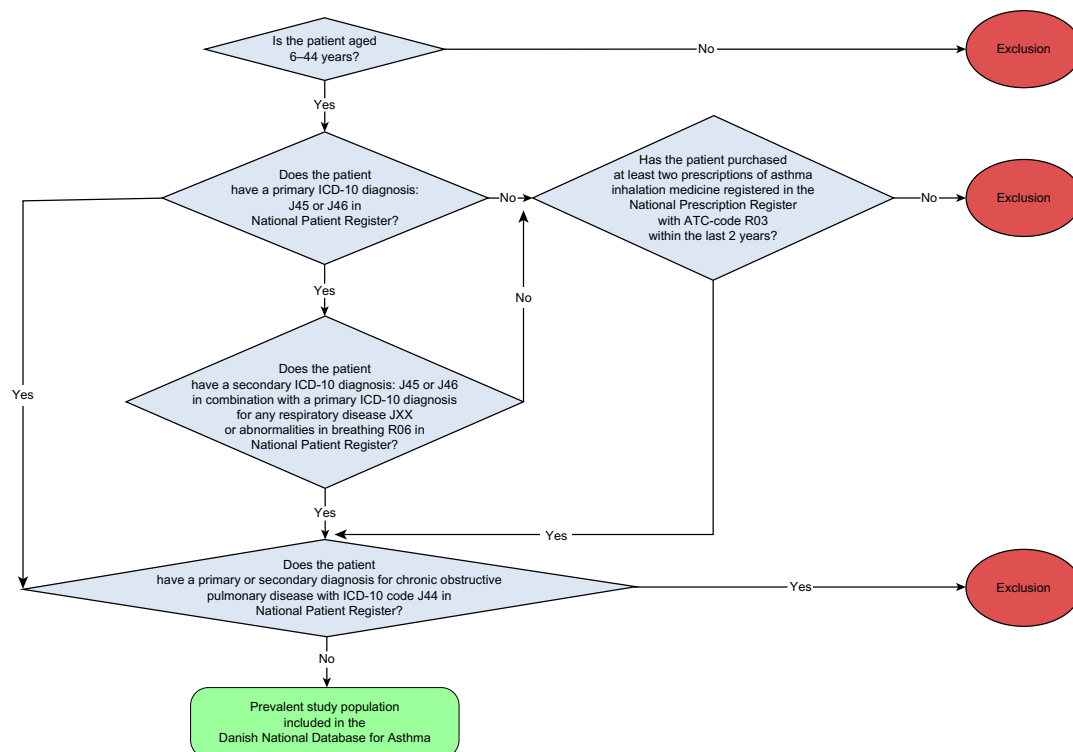 Is the patient aged
6–44 years?
No
Exclusion
Yes
Does the patient
have a primary ICD-10 diagnosis:
J45 or J46 in
National Patient Register?
No
Has the patient purchased
at least two prescriptions of asthma
inhalation medicine registered in the
National Prescription Register
with ATC-code R03
within the last 2 years?
No
Exclusion
Yes
No
Does the patient
have a secondary ICD-10 diagnosis: J45 or J46
in combination with a primary ICD-10 diagnosis
for any respiratory disease JXX
or abnormalities in breathing R06 in
National Patient Register?
Yes
Yes
Yes
Does the patient
have a primary or secondary diagnosis for chronic obstructive
pulmonary disease with ICD-10 code J44 in
National Patient Register?
Yes
Exclusion
No
Prevalent study population
included in the
Danish National Database for Asthma